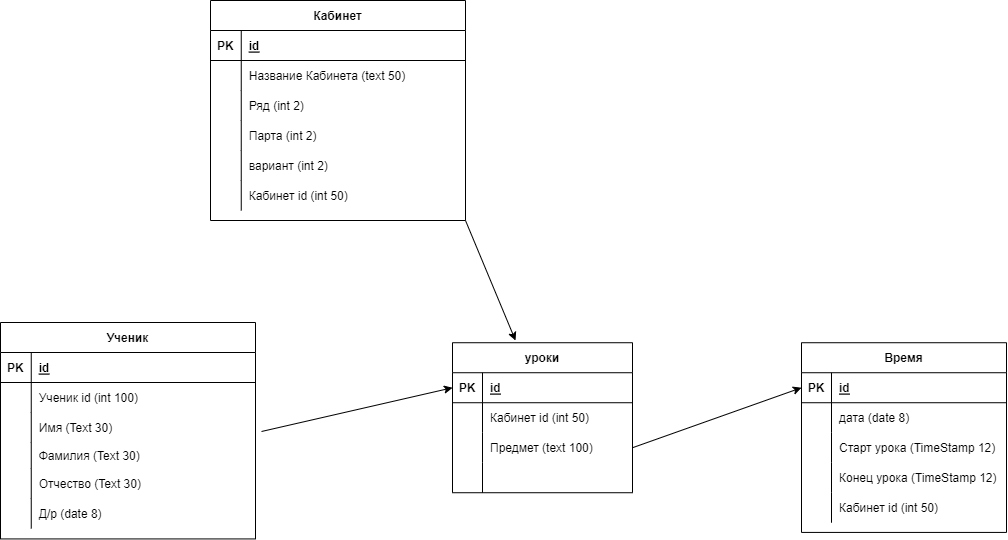 Кабинет
PK id
Название Кабинета (text 50)
Ряд (int 2)
Парта (int 2)
вариант (int 2)
Кабинет id (int 50)
Ученик
PK id
Ученик id (int 100)
Имя (Text 30)
Фамилия (Text 30)
Отчество (Text 30)
Д/р (date 8)
уроки
PK id
Кабинет id (int 50)
Предмет (text 100)
Время
PK id
дата (date 8)
Старт урока (TimeStamp 12)
Конец урока (TimeStamp 12)
Кабинет id (int 50)